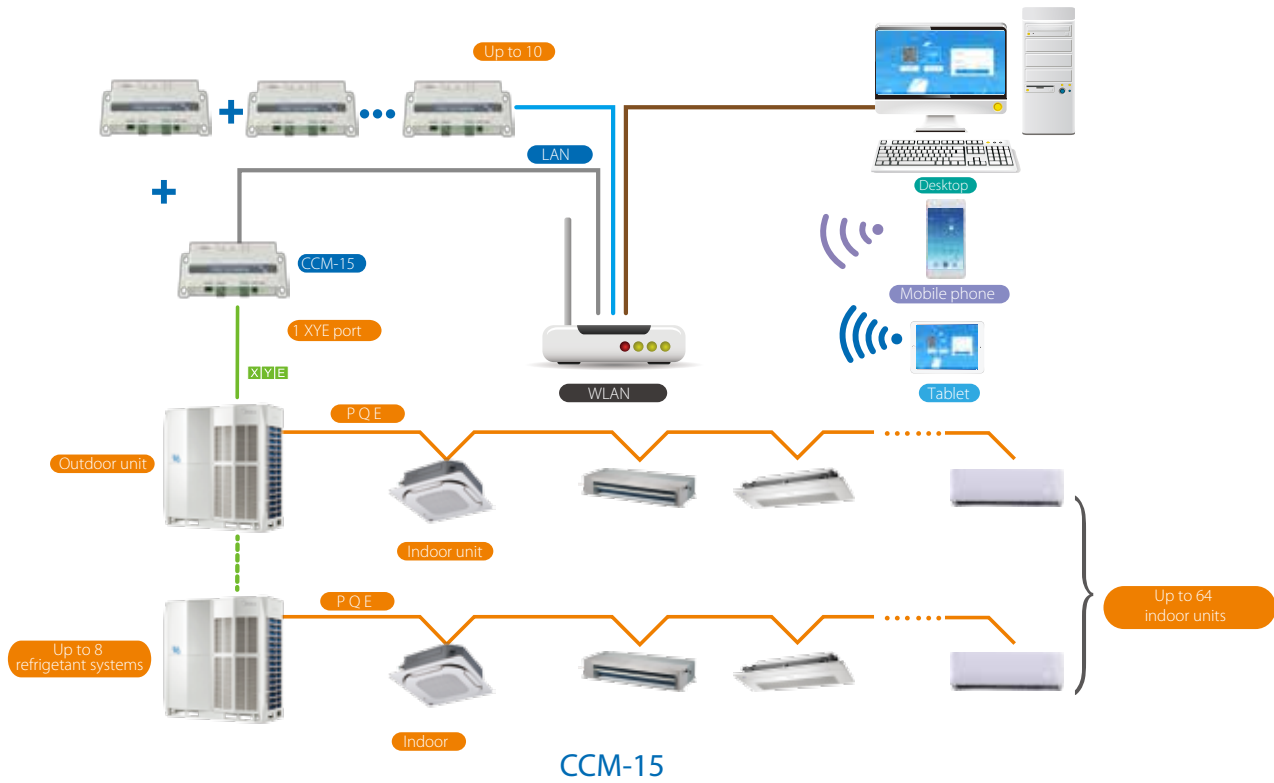 Up to 10
LAN
Desktop
CCM-15
Mobile phone
1 XYE port
X Y E
WLAN
Tablet
P Q E
Outdoor unit
Indoor unit
P Q E
Up to 64
indoor units
Up to 8
refrigetant systems
Indoor
CCM-15